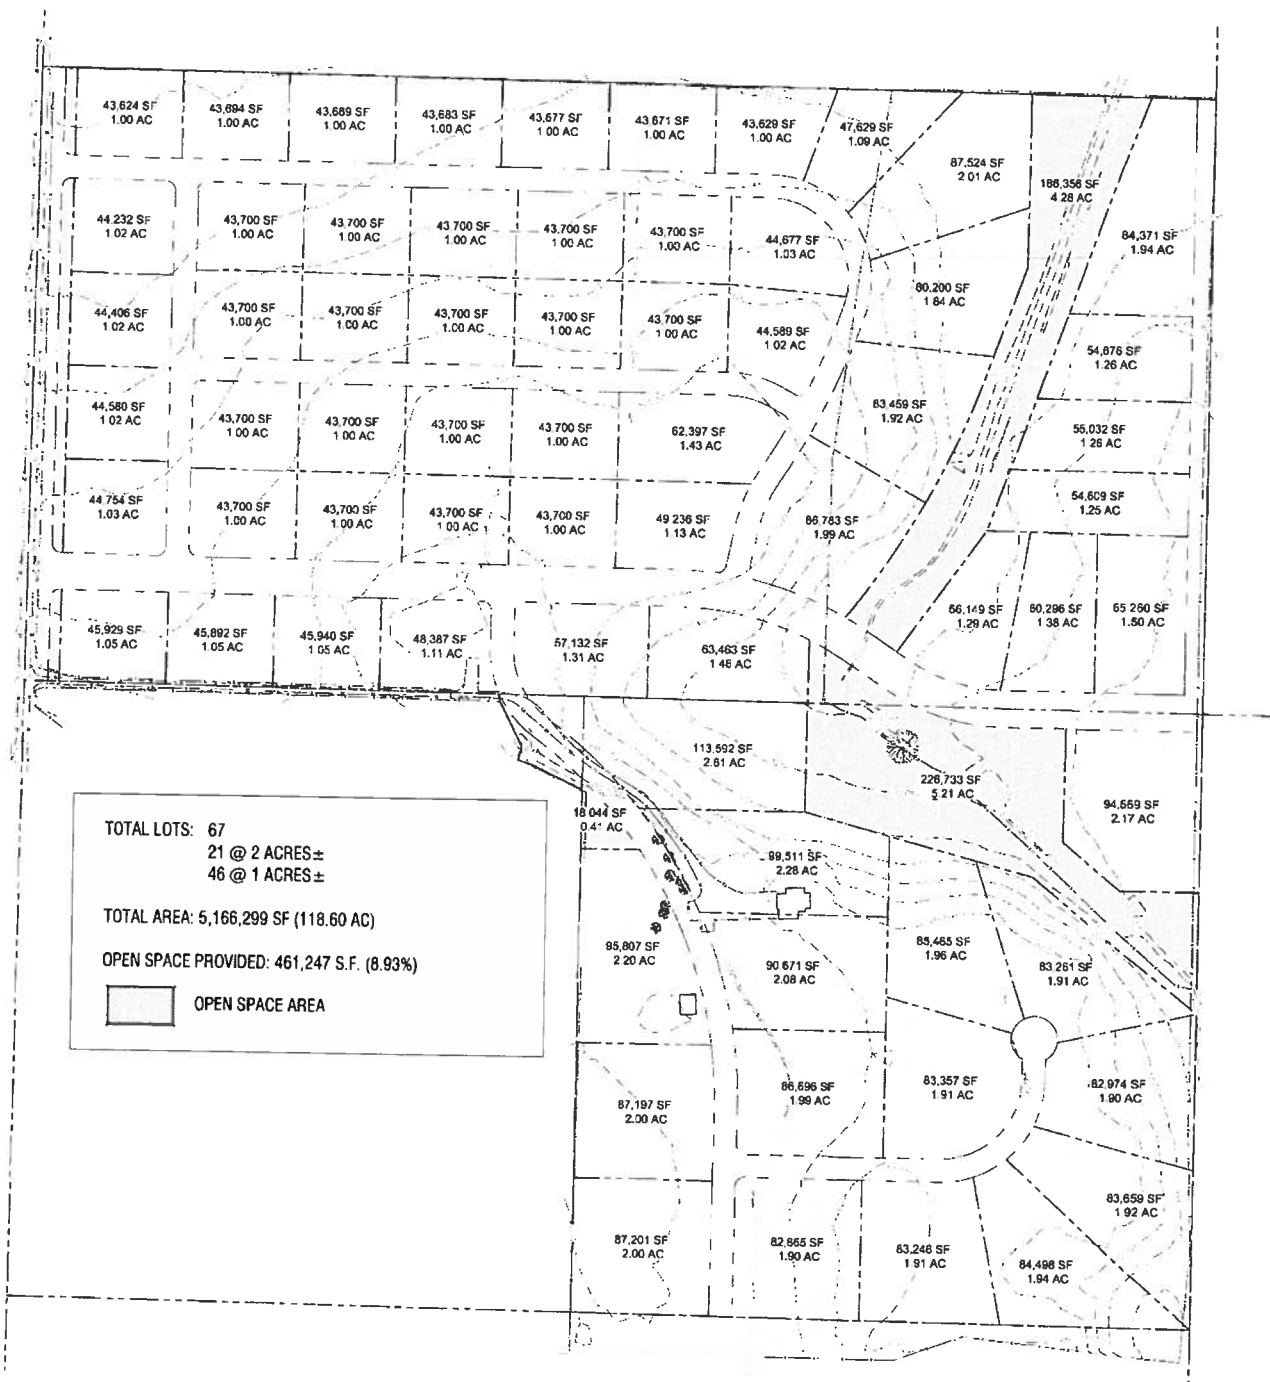 43,624 SF
1.00 AC
43,694 SF
1.00 AC
43,689 SF
1.00 AC
43,683 SF
1.00 AC
43,677 SF
1.00 AC
43,671 SF
1.00 AC
43,629 SF
1.00 AC
47,629 SF
1.09 AC
87,524 SF
2.01 AC
186,356 SF
4.28 AC
84,371 SF
1.94 AC
44,232 SF
1.02 AC
43,700 SF
1.00 AC
43,700 SF
1.00 AC
43,700 SF
1.00 AC
43,700 SF
1.00 AC
43,700 SF
1.00 AC
44,677 SF
1.03 AC
80,200 SF
1.84 AC
44,406 SF
1.02 AC
43,700 SF
1.00 AC
43,700 SF
1.00 AC
43,700 SF
1.00 AC
43,700 SF
1.00 AC
43,700 SF
1.00 AC
44,589 SF
1.02 AC
54,876 SF
1.26 AC
44,580 SF
1.02 AC
43,700 SF
1.00 AC
43,700 SF
1.00 AC
43,700 SF
1.00 AC
43,700 SF
1.00 AC
62,397 SF
1.43 AC
83,459 SF
1.92 AC
55,032 SF
1.26 AC
44,754 SF
1.03 AC
43,700 SF
1.00 AC
43,700 SF
1.00 AC
43,700 SF
1.00 AC
43,700 SF
1.00 AC
49,236 SF
1.13 AC
86,783 SF
1.99 AC
54,609 SF
1.25 AC
45,929 SF
1.05 AC
45,892 SF
1.05 AC
45,940 SF
1.05 AC
48,387 SF
1.11 AC
57,132 SF
1.31 AC
63,463 SF
1.46 AC
56,149 SF
1.29 AC
60,296 SF
1.38 AC
65,260 SF
1.50 AC
113,592 SF
2.61 AC
226,733 SF
5.21 AC
94,569 SF
2.17 AC
18,044 SF
0.41 AC
99,511 SF
2.28 AC
TOTAL LOTS: 67
21 @ 2 ACRES±
46 @ 1 ACRES±
TOTAL AREA: 5,166,299 SF (118.60 AC)
OPEN SPACE PROVIDED: 461,247 S.F. (8.93%)
OPEN SPACE AREA
95,807 SF
2.20 AC
90,671 SF
2.08 AC
85,465 SF
1.96 AC
83,261 SF
1.91 AC
87,197 SF
2.00 AC
86,696 SF
1.99 AC
83,357 SF
1.91 AC
82,974 SF
1.90 AC
83,659 SF
1.92 AC
87,201 SF
2.00 AC
82,865 SF
1.90 AC
83,246 SF
1.91 AC
84,498 SF
1.94 AC